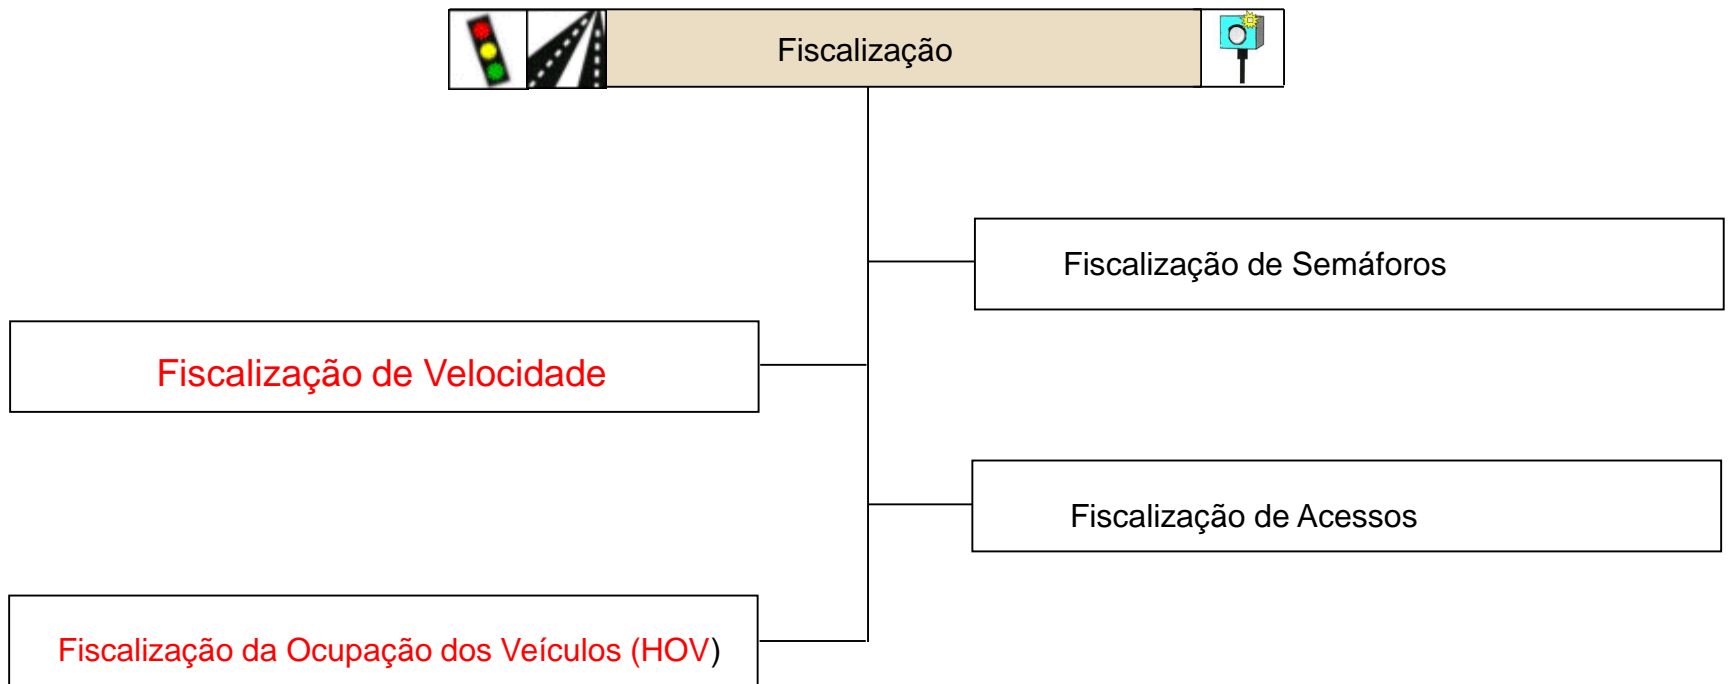 Fiscalização
Fiscalização de Semáforos
Fiscalização de Velocidade
Fiscalização de Acessos
Fiscalização da Ocupação dos Veículos (HOV)